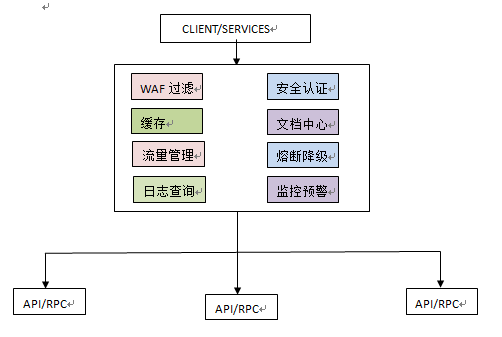 CLIENT/SERVICES
WAF 过滤
安全认证
缓存
文档中心
流量管理
熔断降级
日志查询
监控预警
API/RPC
API/RPC
API/RPC